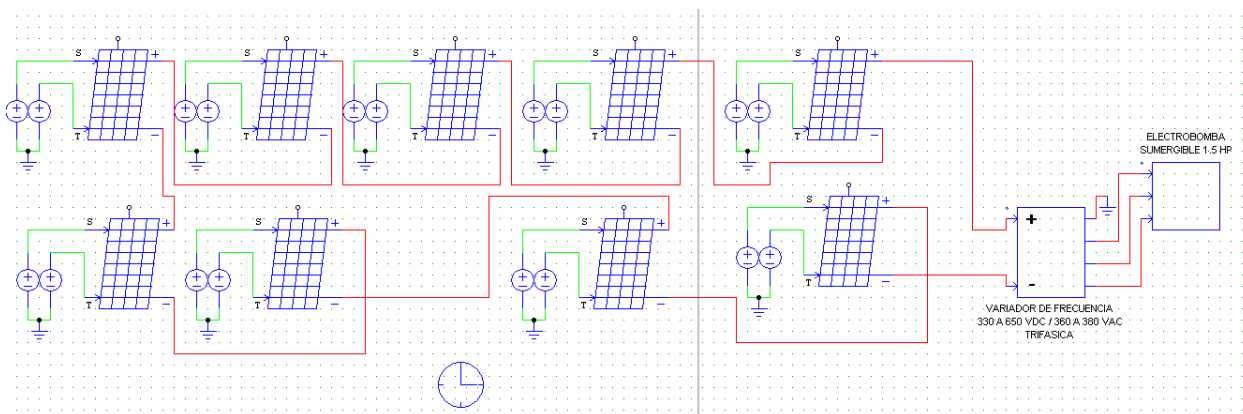 S + S + S + S + S +
T - T - T - T - T -
ELECTROBOMBA
SUMERGIBLE 1.5 HP
S + S + S + S +
T - T - T - T -
+
-
VARIADOR DE FRECUENCIA
330 A 650 VDC / 360 A 380 VAC
TRIFASICA